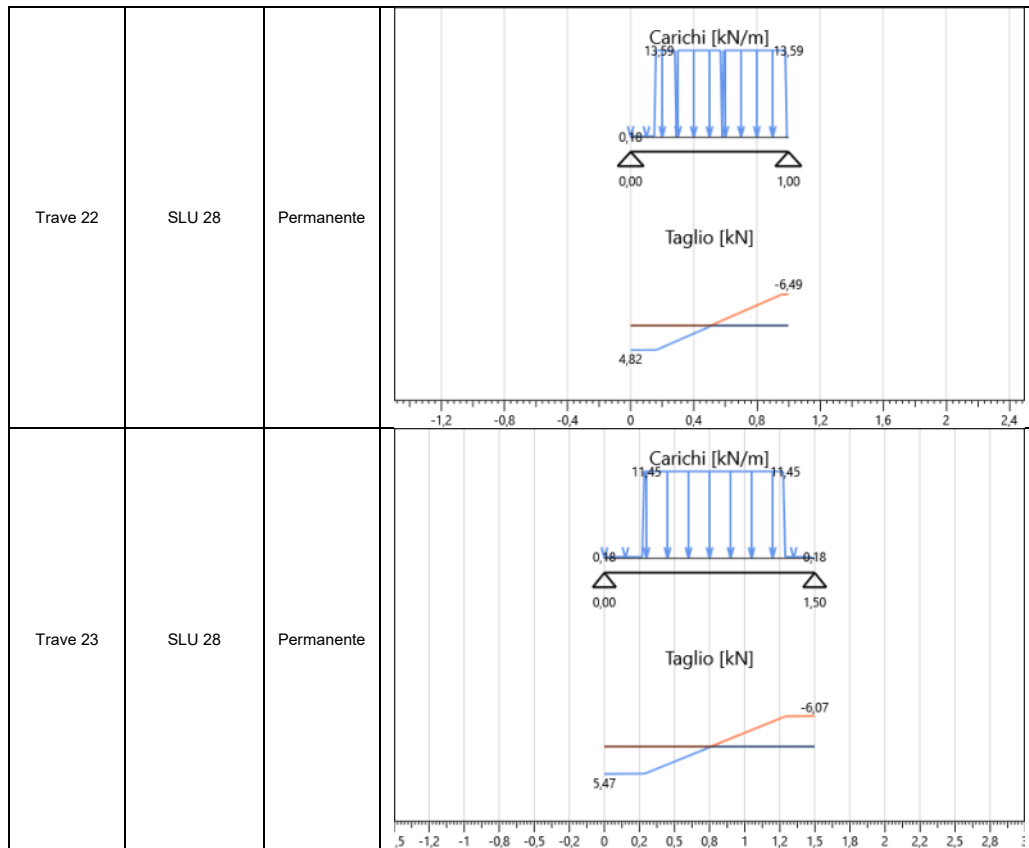 Trave 22
SLU 28
Permanente
Carichi [kN/m]
13,59 13,59
0,18
0,00 1,00
Taglio [kN]
-6,49
4,82
-1,2 -0,8 -0,4 0 0,4 0,8 1,2 1,6 2 2,4
Trave 23
SLU 28
Permanente
Carichi [kN/m]
11,45 11,45
0,18 0,18
0,00 1,50
Taglio [kN]
-6,07
5,47
,5 -1,2 -1 -0,8 -0,5 -0,2 0 0,2 0,5 0,8 1 1,2 1,5 1,8 2 2,2 2,5 2,8